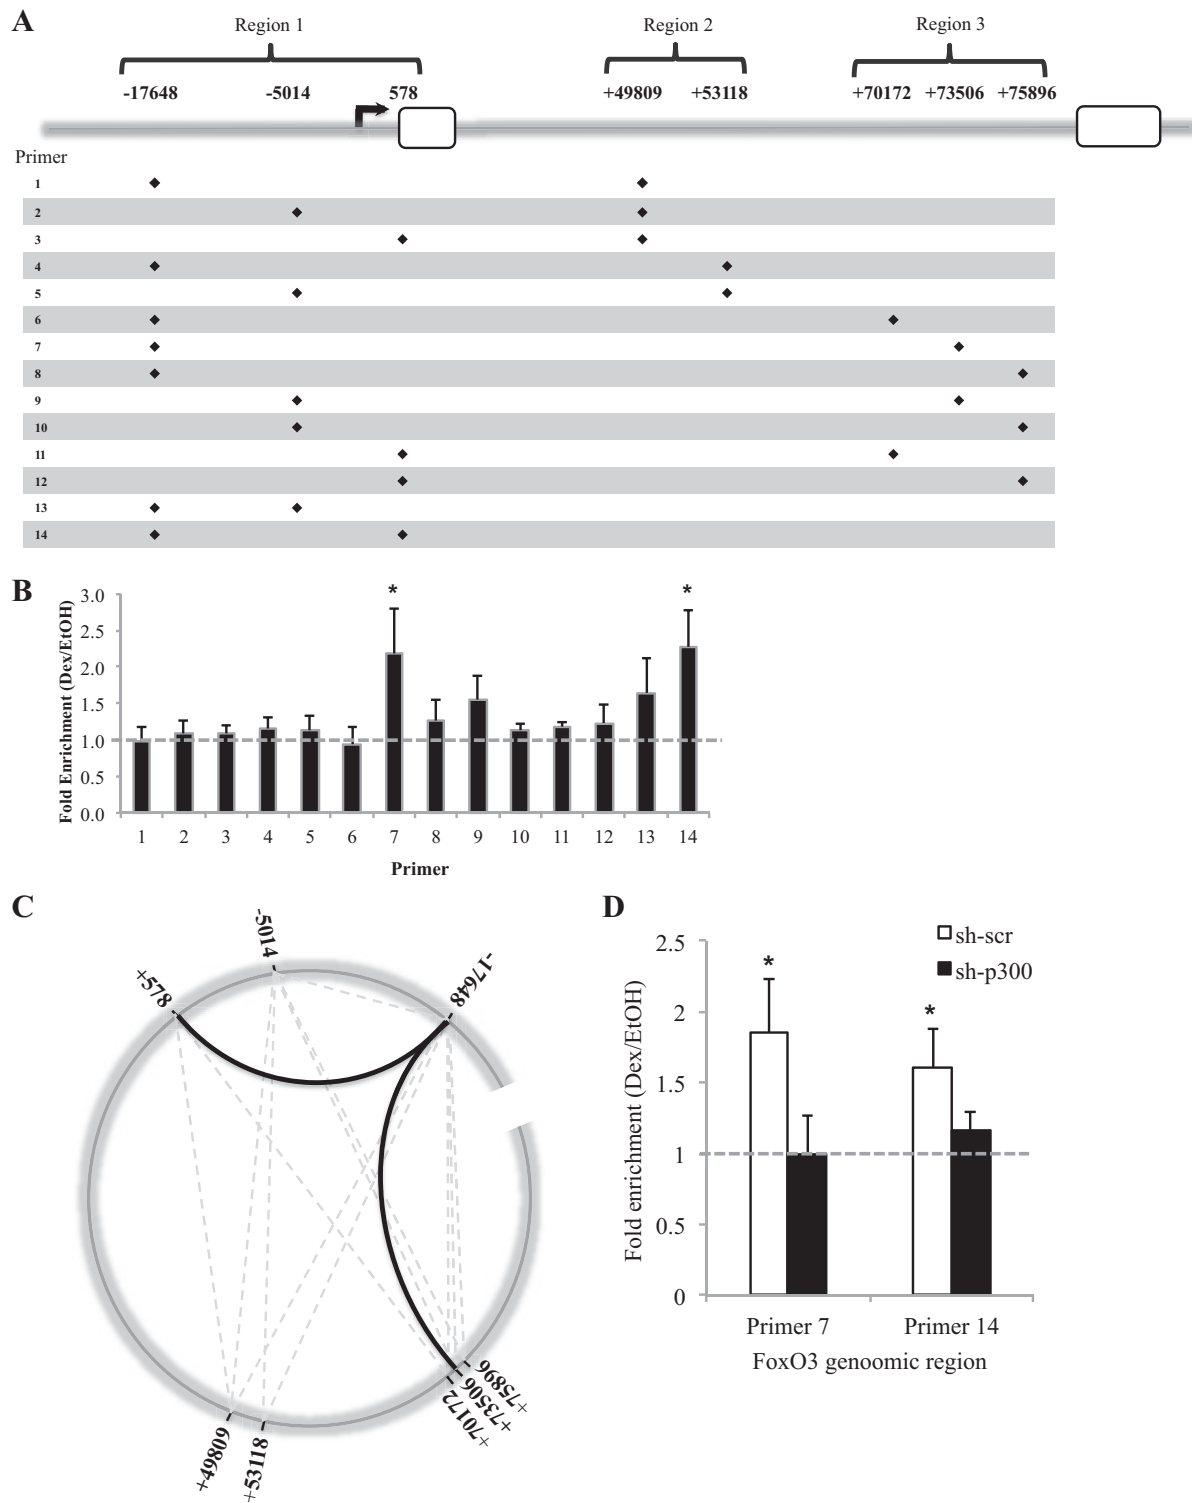 A
Region 1
Region 2
Region 3
-17648
-5014
578
+49809
+53118
+70172
+73506
+75896
Primer
1
2
3
4
5
6
7
8
9
10
11
12
13
14
B
Fold Enrichment (Dex/EtOH)
3.0
2.5
2.0
1.5
1.0
0.5
0.0
*
*
1 2 3 4 5 6 7 8 9 10 11 12 13 14
Primer
C
-5014
+578
-17648
+49809
+53118
+70172
+73506
+75896
D
Fold enrichment (Dex/EtOH)
2.5
2
1.5
1
0.5
0
sh-scr
sh-p300
*
*
Primer 7
Primer 14
FoxO3 genoomic region